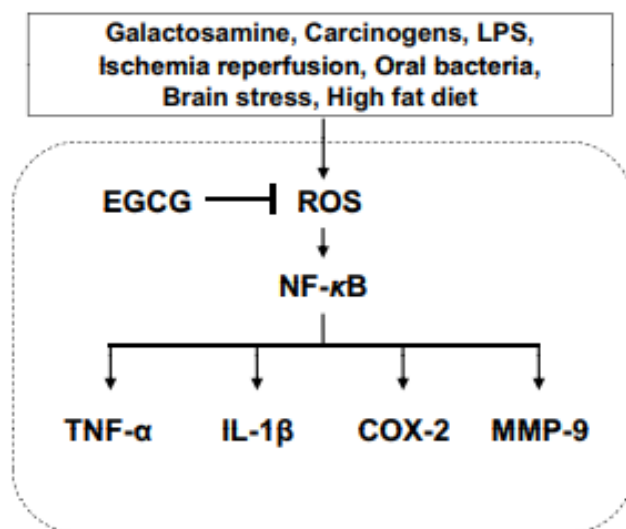 Galactosamine, Carcinogens, LPS,
Ischemia reperfusion, Oral bacteria,
Brain stress, High fat diet
EGCG ROS
NF-κB
TNF-α IL-1β COX-2 MMP-9